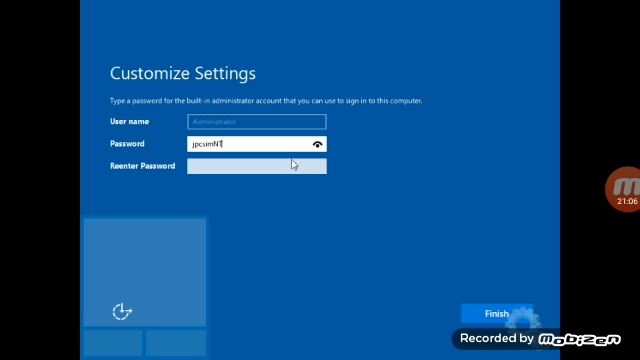 Customize Settings
Type a password for the built-in administrator account that you can use to sign in to this computer.
User name
Administrator
Password
jpcsimNT
Reenter Password
21:06
Finish
Recorded by Mobizen